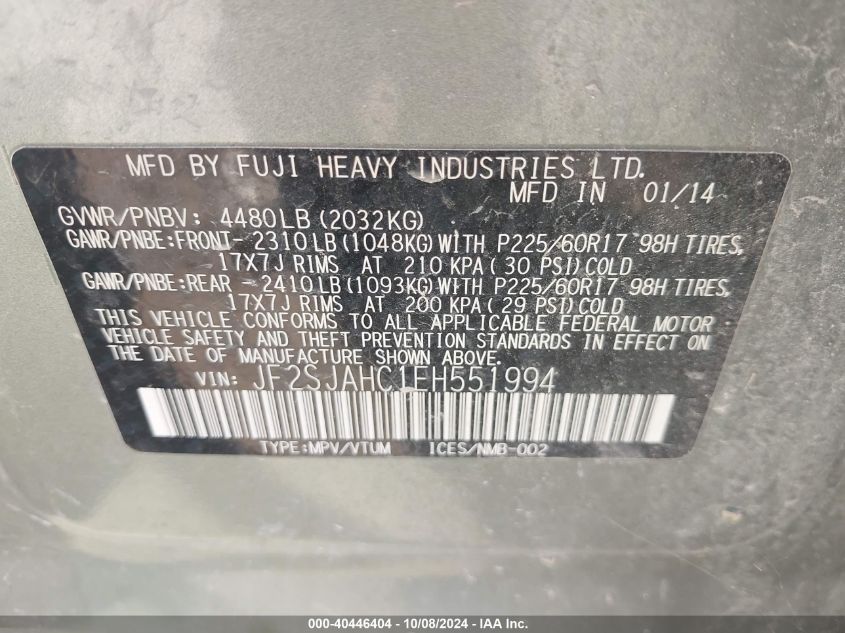 MFD BY FUJI HEAVY INDUSTRIES LTD.
MFD IN 01/14
GVWR/PNBV: 4480LB (2032KG)
GAWR/PNBE:FRONT- 2310LB (1048KG)WITH P225/60R17 98H TIRES,
17X7J RIMS AT 210 KPA( 30 PSI)COLD
GAWR/PNBE:REAR - 2410LB (1093KG)WITH P225/60R17 98H TIRES,
17X7J RIMS AT 200 KPA( 29 PSI)COLD
THIS VEHICLE CONFORMS TO ALL APPLICABLE FEDERAL MOTOR
VEHICLE SAFETY AND THEFT PREVENTION STANDARDS IN EFFECT ON
THE DATE OF MANUFACTURE SHOWN ABOVE.
VIN: JF2SJAHC1EH551994
TYPE:MPV/VTUM ICES/NMB-002
000-40446404 - 10/08/2024 - IAA Inc.